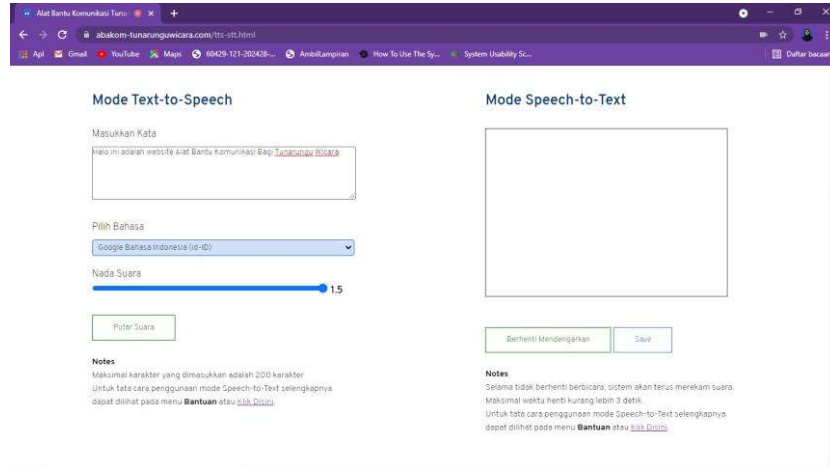 Alat Bantu Komunikasi Tuna
abakom-tunarunguwicara.com/tts-stt.html
Apl Gmail YouTube Maps 60429-121-202428-... AmbilLampiran How To Use The Sy... System Usability Sc... Daftar bacaan
Mode Text-to-Speech
Masukkan Kata
Halo ini adalah website Alat Bantu Komunikasi Bagi Tunarungu Wicara
Pilih Bahasa
Google Bahasa Indonesia (id-ID)
Nada Suara
1.5
Putar Suara
Notes
Maksimal karakter yang dimasukkan adalah 200 karakter
Untuk tata cara penggunaan mode Speech-to-Text selengkapnya
dapat dilihat pada menu Bantuan atau Klik Disini
Mode Speech-to-Text
Berhenti Mendengarkan
Save
Notes
Selama tidak berhenti berbicara, sistem akan terus merekam suara.
Maksimal waktu henti kurang lebih 3 detik.
Untuk tata cara penggunaan mode Speech-to-Text selengkapnya
dapat dilihat pada menu Bantuan atau Klik Disini